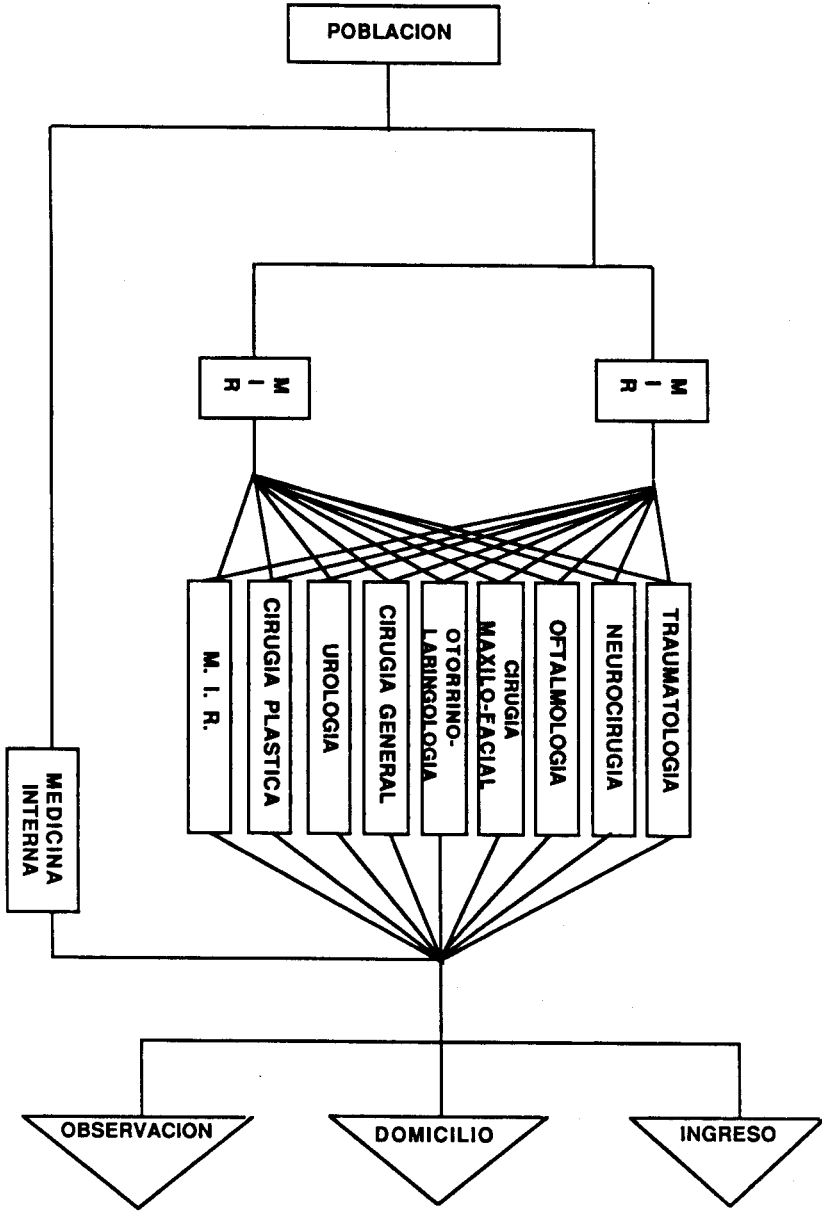 POBLACION
M
I
R
M
I
R
M. I. R.
CIRUGIA PLASTICA
UROLOGIA
CIRUGIA GENERAL
OTORRINO-
LARINGOLOGIA
CIRUGIA
MAXILO-FACIAL
OFTALMOLOGIA
NEUROCIRUGIA
TRAUMATOLOGIA
MEDICINA
INTERNA
OBSERVACION
DOMICILIO
INGRESO